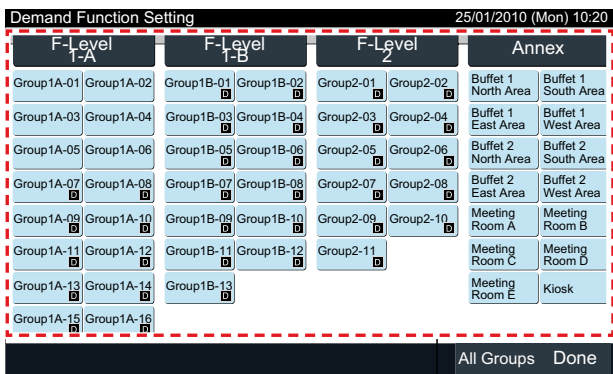 Demand Function Setting 25/01/2010 (Mon) 10:20
F-Level 1-A F-Level 1-B F-Level 2 Annex
Group1A-01 Group1A-02 Group1B-01 D Group1B-02 D Group2-01 D Group2-02 D Buffet 1 North Area Buffet 1 South Area
Group1A-03 Group1A-04 Group1B-03 D Group1B-04 D Group2-03 D Group2-04 D Buffet 1 East Area Buffet 1 West Area
Group1A-05 Group1A-06 Group1B-05 D Group1B-06 D Group2-05 D Group2-06 D Buffet 2 North Area Buffet 2 South Area
Group1A-07 D Group1A-08 D Group1B-07 D Group1B-08 D Group2-07 D Group2-08 D Buffet 2 East Area Buffet 2 West Area
Group1A-09 D Group1A-10 D Group1B-09 D Group1B-10 D Group2-09 D Group2-10 D Meeting Room A Meeting Room B
Group1A-11 D Group1A-12 D Group1B-11 D Group1B-12 D Group2-11 D Meeting Room C Meeting Room D
Group1A-13 D Group1A-14 D Group1B-13 D Meeting Room E Kiosk
Group1A-15 D Group1A-16 D
All Groups Done